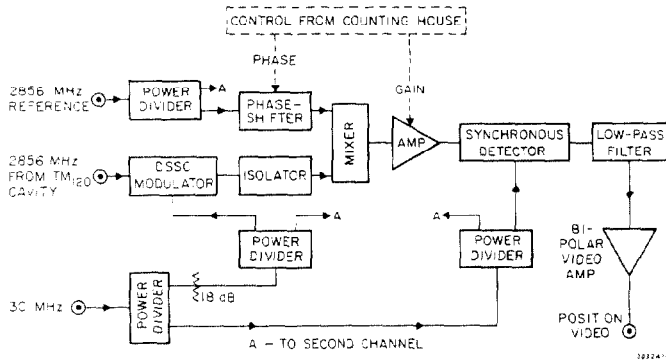 CONTROL FROM COUNTING HOUSE
PHASE
GAIN
2856 MHz
REFERENCE
POWER
DIVIDER
A
PHASE-
SHIFTER
MIXER
AMP
SYNCHRONOUS
DETECTOR
LOW-PASS
FILTER
2856 MHz
FROM TM120
CAVITY
DSSC
MODULATOR
ISOLATOR
A
POWER
DIVIDER
A
POWER
DIVIDER
BI-
POLAR
VIDEO
AMP
18 dB
30 MHz
POWER
DIVIDER
A - TO SECOND CHANNEL
POSITION
VIDEO